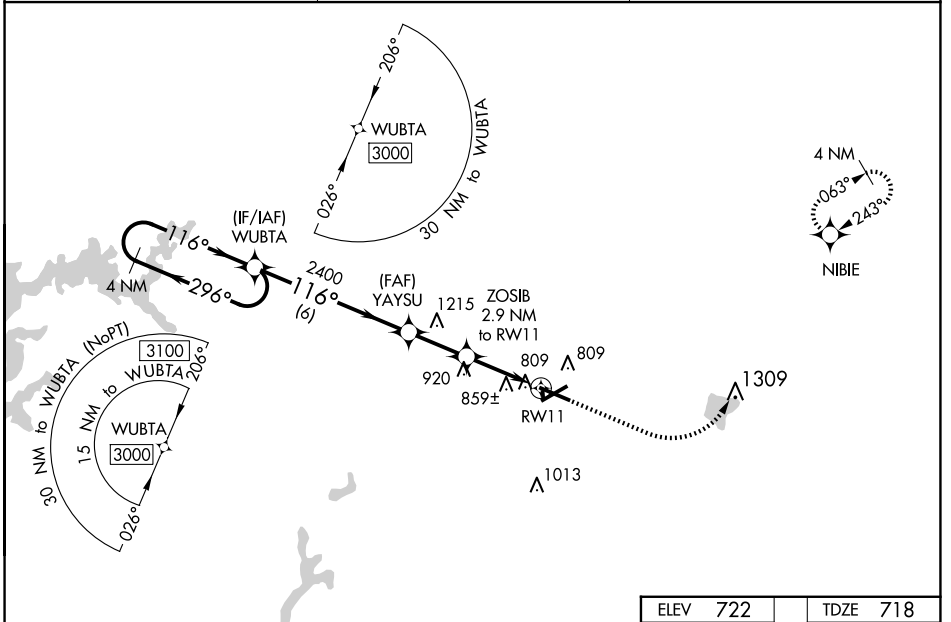 206°
WUBTA
3000
026°
30 NM to WUBTA
4 NM
063°
243°
NIBIE
(IF/IAF)
WUBTA
116°
296°
4 NM
2400
116°
(6)
(FAF)
YAYSU
1215
ZOSIB
2.9 NM
to RW11
809
809
920
859±
RW11
1309
1013
30 NM to WUBTA (NoPT)
3100
206°
15 NM to WUBTA
WUBTA
3000
026°
ELEV 722
TDZE 718